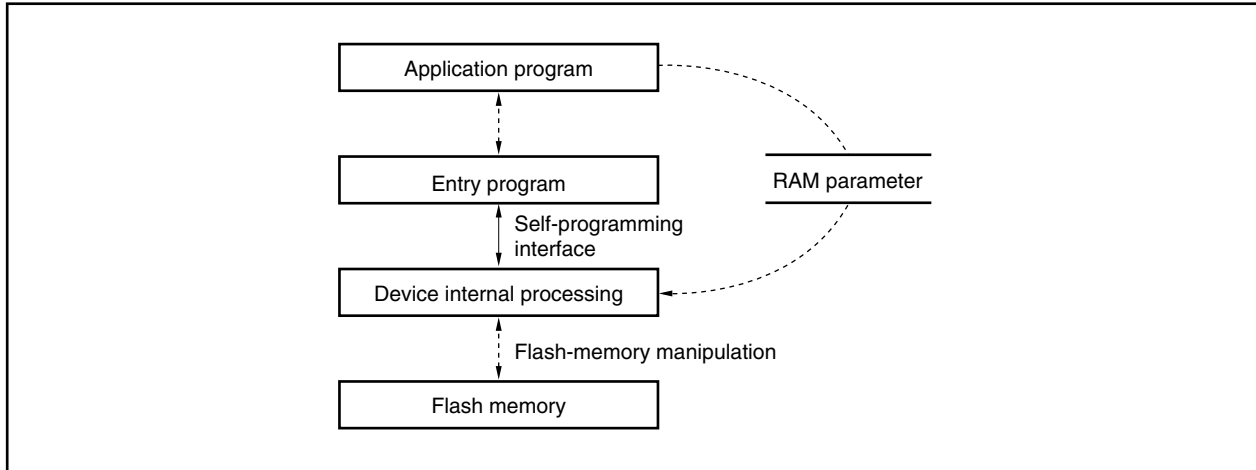 Application program
Entry program
RAM parameter
Self-programming
interface
Device internal processing
Flash-memory manipulation
Flash memory